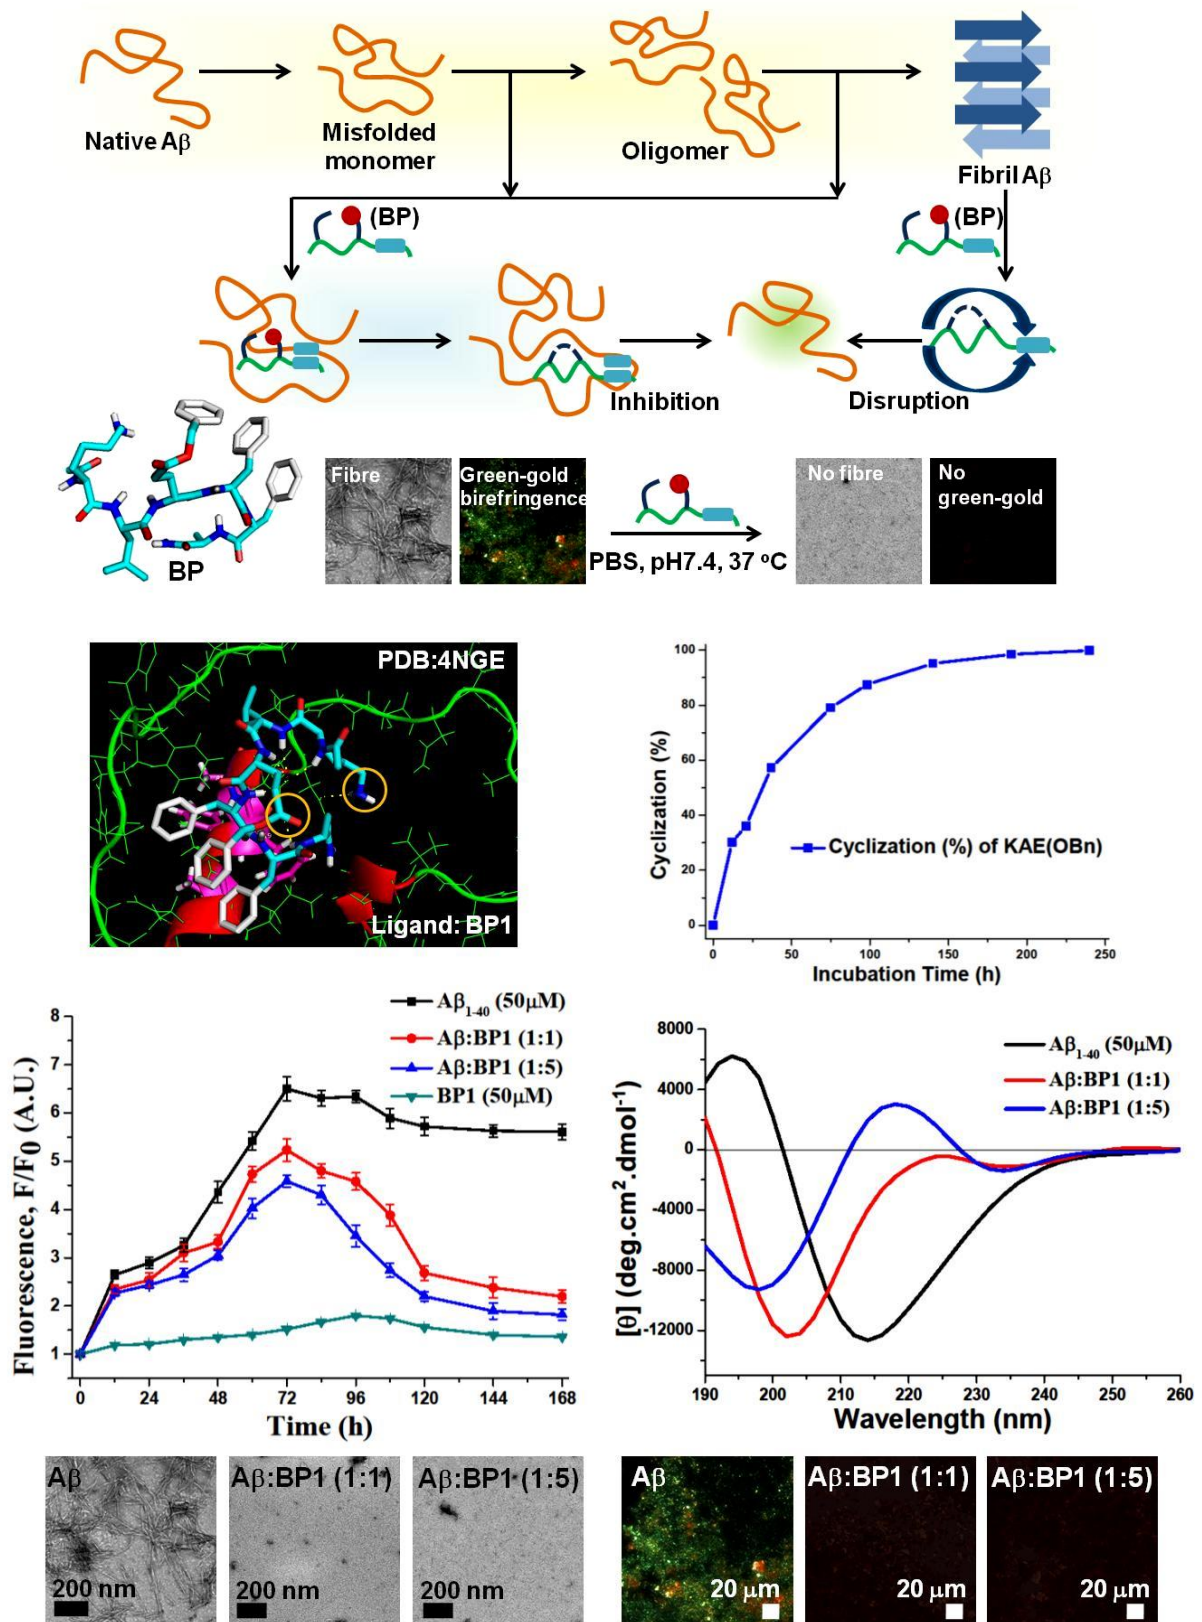 Native Aβ
Misfolded
monomer
Oligomer
Fibril Aβ
(BP)
(BP)
Inhibition
Disruption
BP
Fibre
Green-gold
birefringence
PBS, pH7.4, 37 ºC
No fibre
No
green-gold
PDB:4NGE
Ligand: BP1
Cyclization (%)
100
80
60
40
20
0
Cyclization (%) of KAE(OBn)
0 50 100 150 200 250
Incubation Time (h)
Fluorescence, F/F0 (A.U.)
8
7
6
5
4
3
2
1
Aβ1-40 (50μM)
Aβ:BP1 (1:1)
Aβ:BP1 (1:5)
BP1 (50μM)
0 24 48 72 96 120 144 168
Time (h)
[θ] (deg.cm2.dmol-1)
8000
4000
0
-4000
-8000
-12000
Aβ1-40 (50μM)
Aβ:BP1 (1:1)
Aβ:BP1 (1:5)
190 200 210 220 230 240 250 260
Wavelength (nm)
Aβ
200 nm
Aβ:BP1 (1:1)
200 nm
Aβ:BP1 (1:5)
200 nm
Aβ
20 μm
Aβ:BP1 (1:1)
20 μm
Aβ:BP1 (1:5)
20 μm